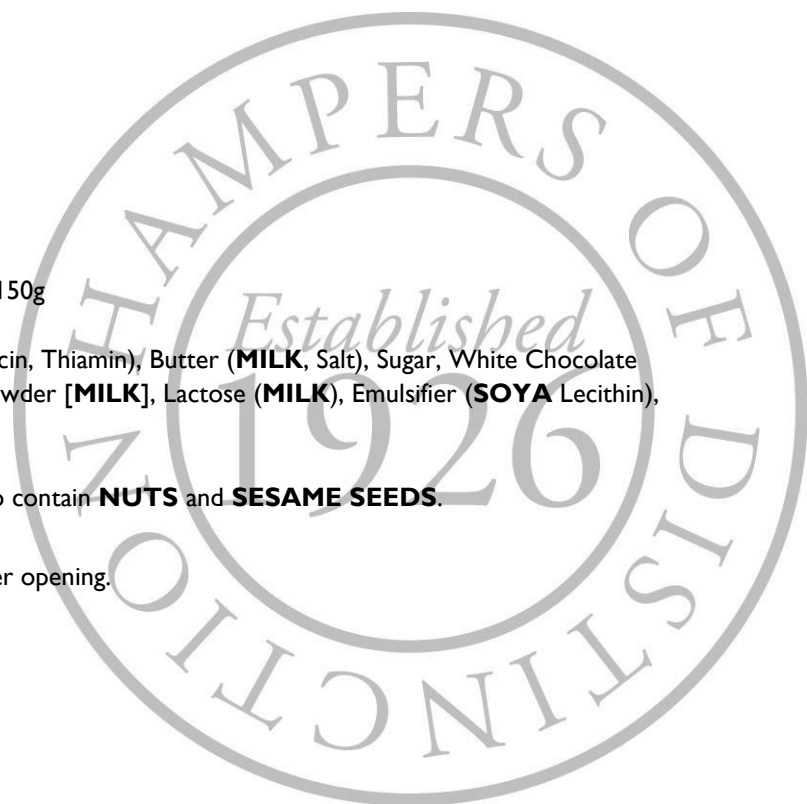 HAMPERS OF DISTINCTION
150g
Established
cin, Thiamin), Butter (MILK, Salt), Sugar, White Chocolate
wder [MILK], Lactose (MILK), Emulsifier (SOYA Lecithin),
1926
o contain NUTS and SESAME SEEDS.
er opening.